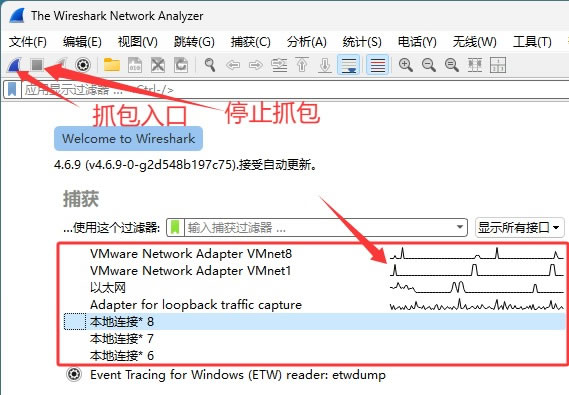 The Wireshark Network Analyzer
文件(F) 编辑(E) 视图(V) 跳转(G) 捕获(C) 分析(A) 统计(S) 电话(Y) 无线(W) 工具(T)
应用显示过滤器 … <Ctrl-/>
抓包入口 停止抓包
Welcome to Wireshark
4.6.9 (v4.6.9-0-g2d548b197c75).接受自动更新。
捕获
…使用这个过滤器: 输入捕获过滤器 … 显示所有接口
VMware Network Adapter VMnet8
VMware Network Adapter VMnet1
以太网
Adapter for loopback traffic capture
本地连接* 8
本地连接* 7
本地连接* 6
Event Tracing for Windows (ETW) reader: etwdump